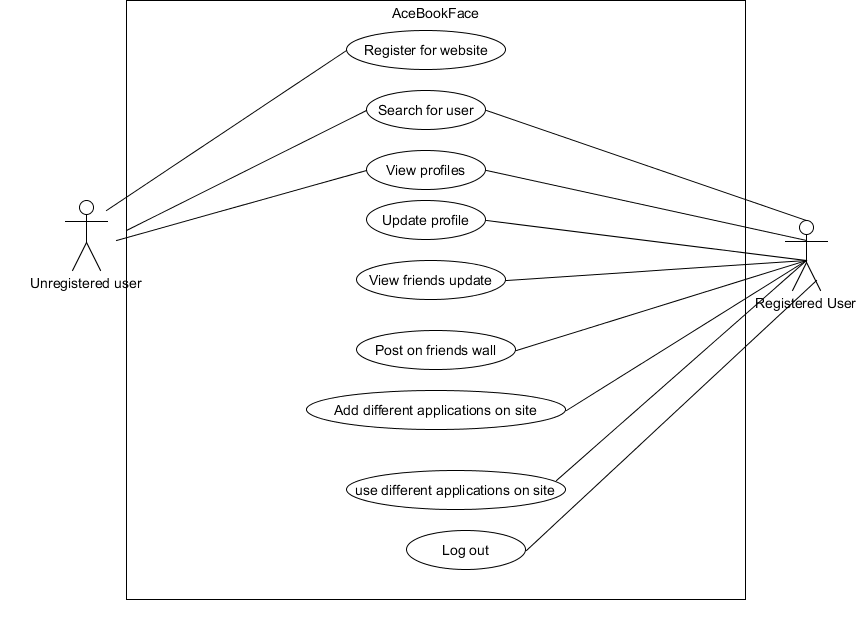 AceBookFace
Register for website
Search for user
View profiles
Update profile
Unregistered user
View friends update
Registered User
Post on friends wall
Add different applications on site
use different applications on site
Log out